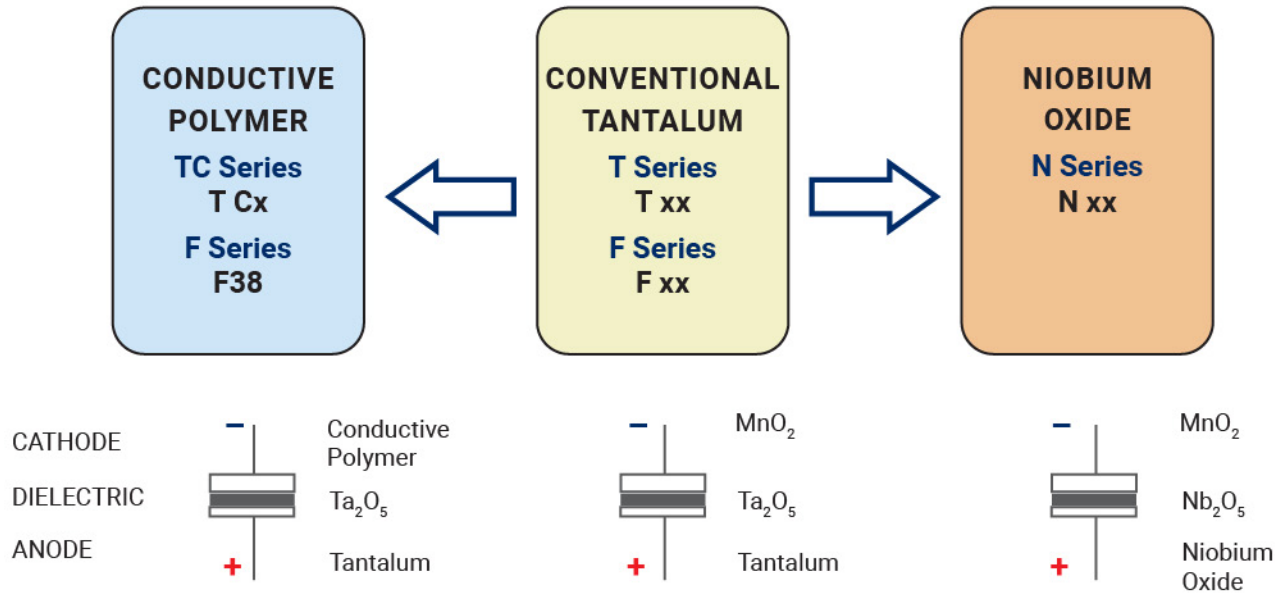 CONDUCTIVE
POLYMER
TC Series
T Cx
F Series
F38
CONVENTIONAL
TANTALUM
T Series
T xx
F Series
F xx
NIOBIUM
OXIDE
N Series
N xx
CATHODE
DIELECTRIC
ANODE
–
Conductive
Polymer
Ta₂O₅
+
Tantalum
–
MnO₂
Ta₂O₅
+
Tantalum
–
MnO₂
Nb₂O₅
+
Niobium
Oxide